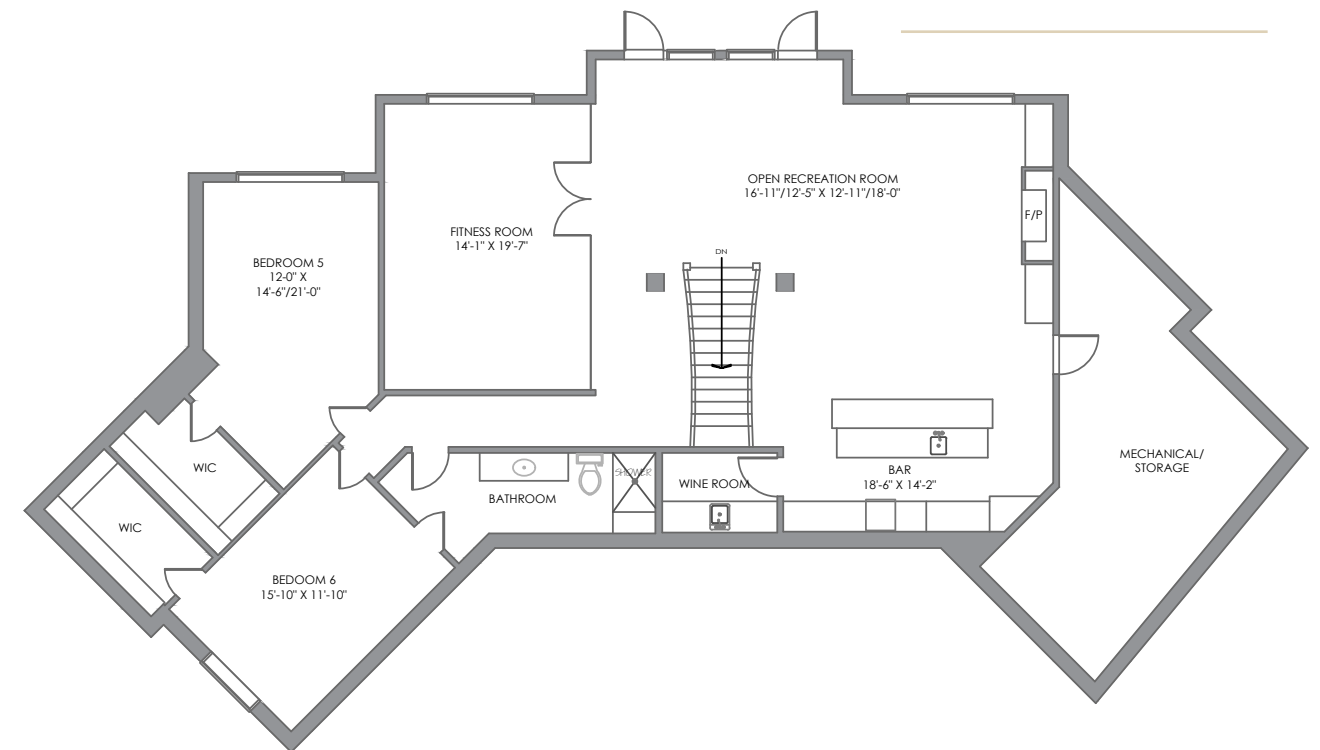 OPEN RECREATION ROOM
16'-11"/12'-5" X 12'-11"/18'-0"
F/P
FITNESS ROOM
14'-1" X 19'-7"
DN
BEDROOM 5
12-0" X
14'-6"/21'-0"
WIC
WIC
BATHROOM
SHOWER
WINE ROOM
BAR
18'-6" X 14'-2"
MECHANICAL/
STORAGE
BEDOOM 6
15'-10" X 11'-10"